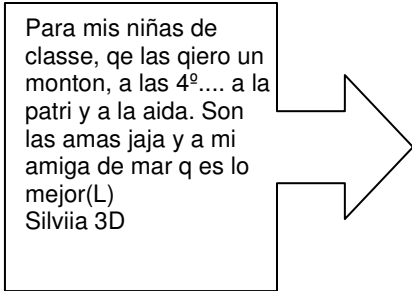 Para mis niñas de
classe, qe las qiero un
monton, a las 4º.... a la
patri y a la aida. Son
las amas jaja y a mi
amiga de mar q es lo
mejor(L)
Silviia 3D